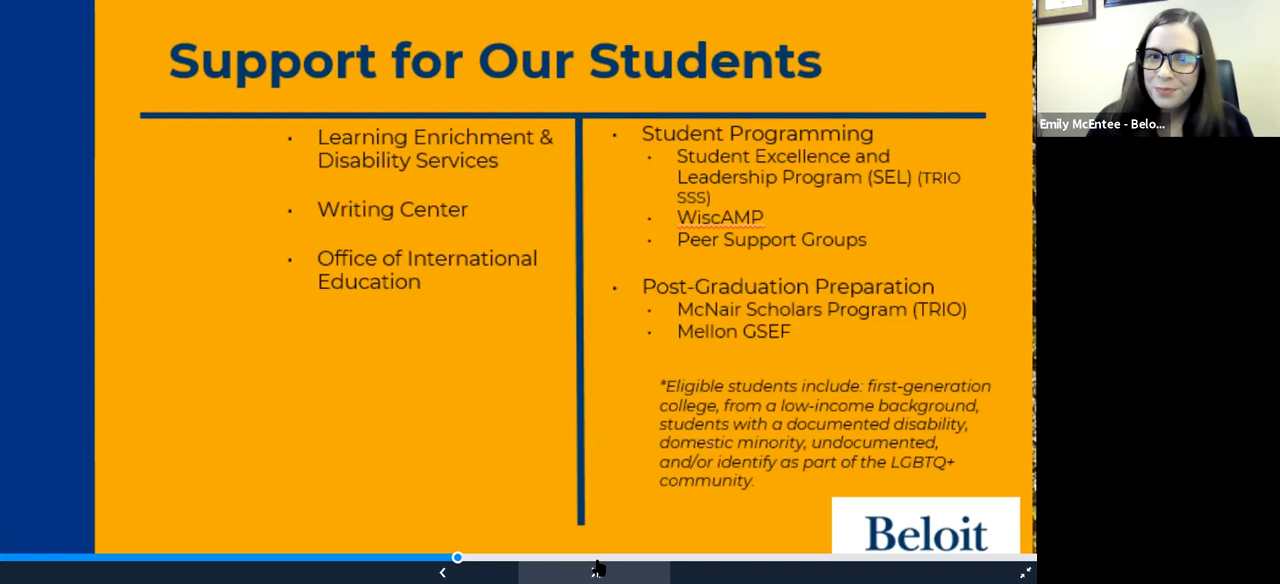 Support for Our Students
Learning Enrichment &
Disability Services
Writing Center
Office of International
Education
Student Programming
Student Excellence and
Leadership Program (SEL) (TRIO
SSS)
WiscAMP
Peer Support Groups
Post-Graduation Preparation
McNair Scholars Program (TRIO)
Mellon GSEF
*Eligible students include: first-generation
college, from a low-income background,
students with a documented disability,
domestic minority, undocumented,
and/or identify as part of the LGBTQ+
community.
Beloit
Emily McEntee - Belo...